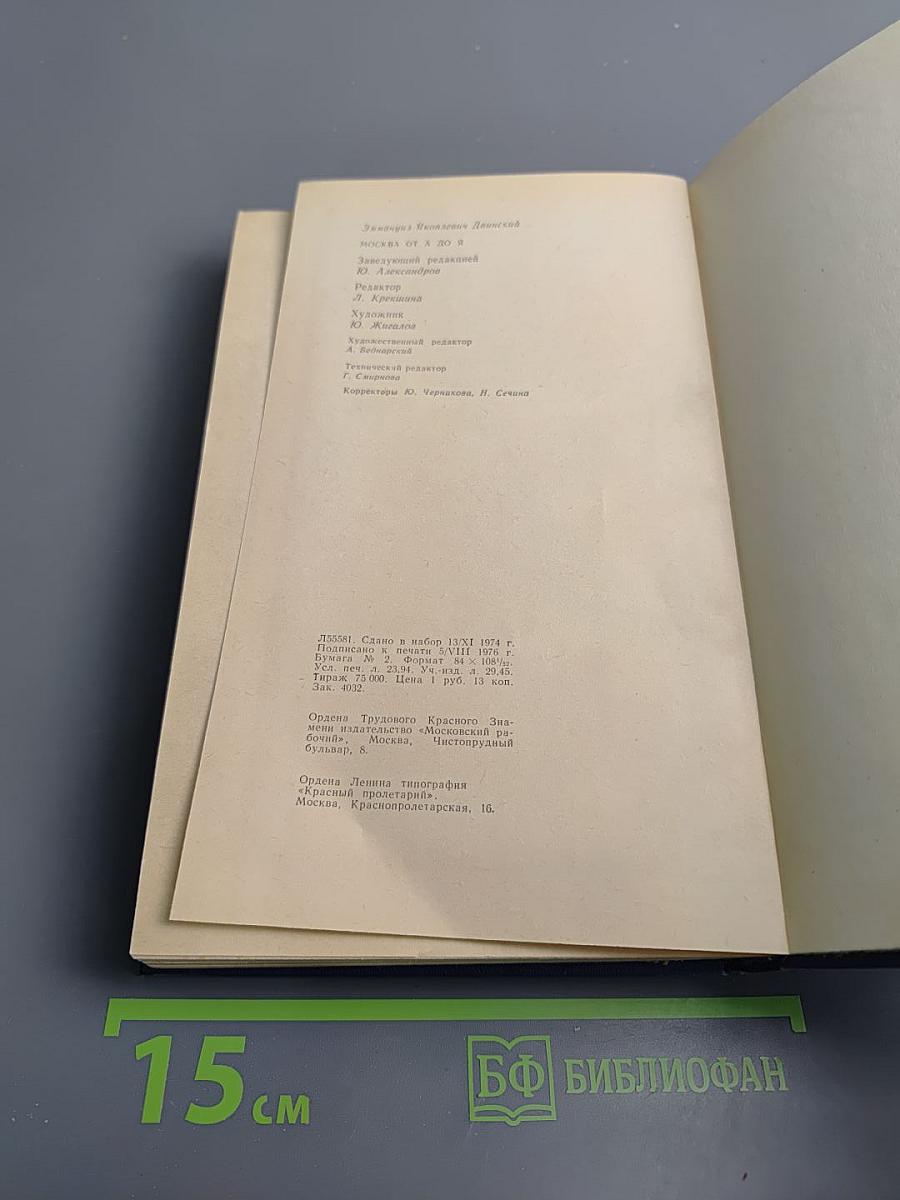 Эммануил Яковлевич Двинский
МОСКВА ОТ А ДО Я
Заведующий редакцией
Ю. Александров
Редактор
Л. Крекшина
Художник
Ю. Жигалов
Художественный редактор
А. Беднарский
Технический редактор
Г. Смирнова
Корректоры Ю. Черникова, Н. Сечина
Л55581. Сдано в набор 13/XI 1974 г.
Подписано к печати 5/VIII 1976 г.
Бумага № 2. Формат 84 × 108¹/₃₂.
Усл. печ. л. 23,94. Уч.-изд. л. 29,45.
Тираж 75 000. Цена 1 руб. 13 коп.
Зак. 4032.
Ордена Трудового Красного Зна-
мени издательство «Московский ра-
бочий», Москва, Чистопрудный
бульвар, 8.
Ордена Ленина типография
«Красный пролетарий».
Москва, Краснопролетарская, 16.
15 см
БФ БИБЛИОФАН